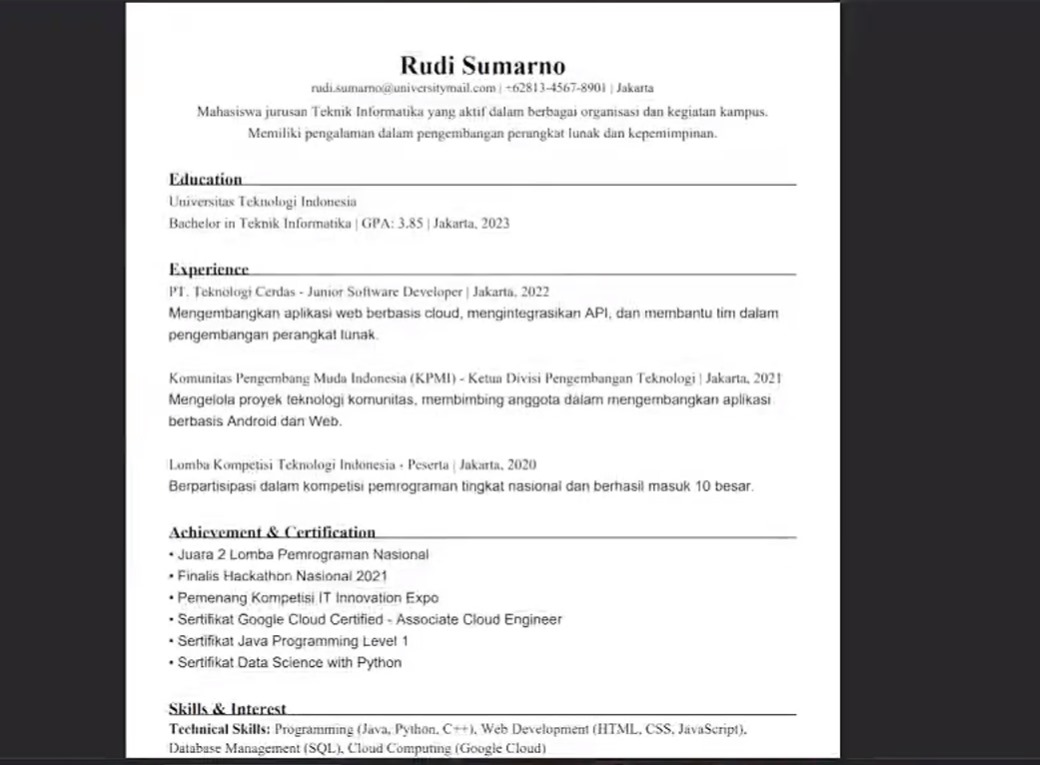 Rudi Sumarno
rudi.sumarno@universitymail.com | +62813-4567-8901 | Jakarta
Mahasiswa jurusan Teknik Informatika yang aktif dalam berbagai organisasi dan kegiatan kampus.
Memiliki pengalaman dalam pengembangan perangkat lunak dan kepemimpinan.
Education
Universitas Teknologi Indonesia
Bachelor in Teknik Informatika | GPA: 3.85 | Jakarta, 2023
Experience
PT. Teknologi Cerdas - Junior Software Developer | Jakarta, 2022
Mengembangkan aplikasi web berbasis cloud, mengintegrasikan API, dan membantu tim dalam
pengembangan perangkat lunak.
Komunitas Pengembang Muda Indonesia (KPMI) - Ketua Divisi Pengembangan Teknologi | Jakarta, 2021
Mengelola proyek teknologi komunitas, membimbing anggota dalam mengembangkan aplikasi
berbasis Android dan Web.
Lomba Kompetisi Teknologi Indonesia - Peserta | Jakarta, 2020
Berpartisipasi dalam kompetisi pemrograman tingkat nasional dan berhasil masuk 10 besar.
Achievement & Certification
• Juara 2 Lomba Pemrograman Nasional
• Finalis Hackathon Nasional 2021
• Pemenang Kompetisi IT Innovation Expo
• Sertifikat Google Cloud Certified - Associate Cloud Engineer
• Sertifikat Java Programming Level 1
• Sertifikat Data Science with Python
Skills & Interest
Technical Skills: Programming (Java, Python, C++), Web Development (HTML, CSS, JavaScript),
Database Management (SQL), Cloud Computing (Google Cloud)